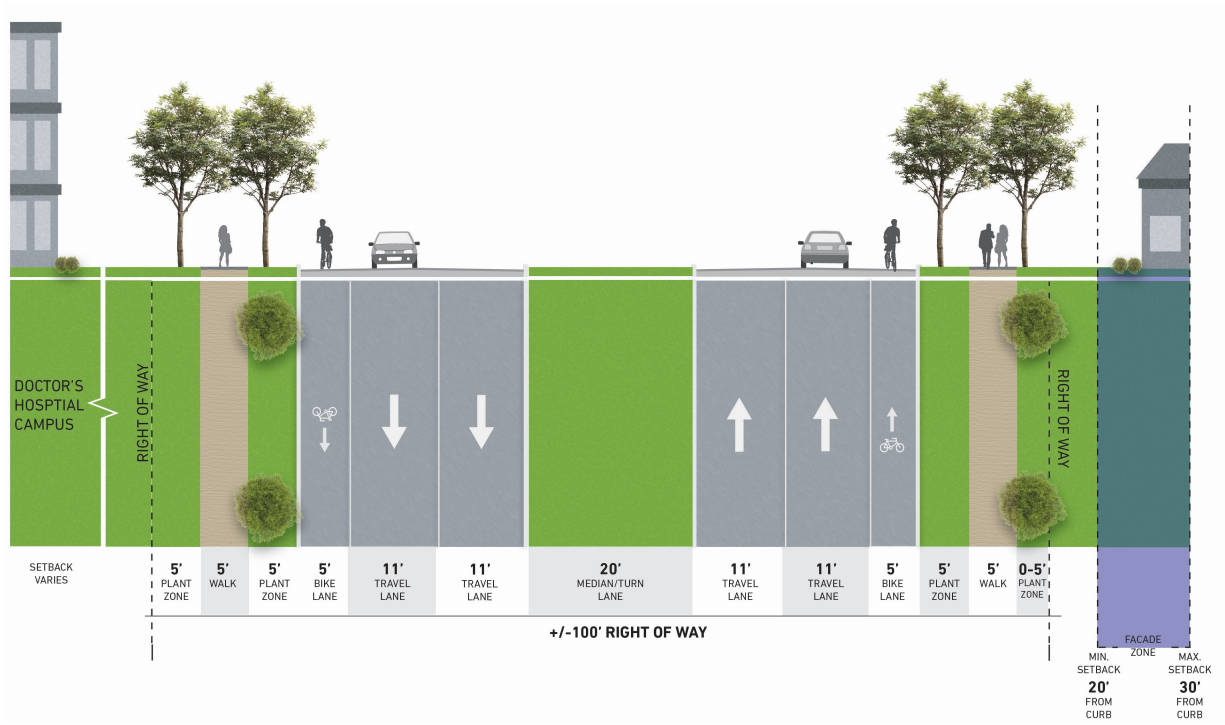 DOCTOR'S
HOSPTIAL
CAMPUS
RIGHT OF WAY
RIGHT OF WAY
SETBACK
VARIES
5'
PLANT
ZONE
5'
WALK
5'
PLANT
ZONE
5'
BIKE
LANE
11'
TRAVEL
LANE
11'
TRAVEL
LANE
20'
MEDIAN/TURN
LANE
11'
TRAVEL
LANE
11'
TRAVEL
LANE
5'
BIKE
LANE
5'
PLANT
ZONE
5'
WALK
0-5'
PLANT
ZONE
+/-100' RIGHT OF WAY
FACADE
ZONE
MIN.
SETBACK
20'
FROM
CURB
MAX.
SETBACK
30'
FROM
CURB